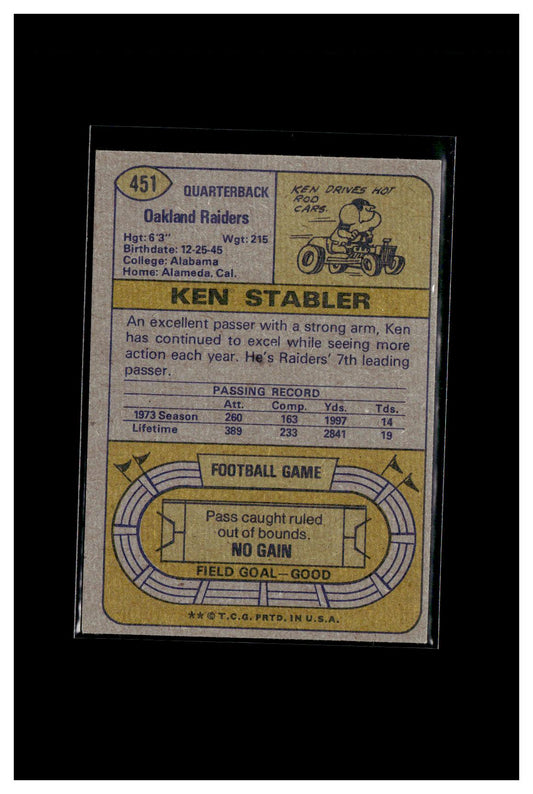 451
QUARTERBACK
Oakland Raiders
Hgt: 6'3" Wgt: 215
Birthdate: 12-25-45
College: Alabama
Home: Alameda, Cal.
KEN DRIVES HOT
ROD
CARS.
KEN STABLER
An excellent passer with a strong arm, Ken
has continued to excel while seeing more
action each year. He's Raiders' 7th leading
passer.
PASSING RECORD
Att. Comp. Yds. Tds.
1973 Season 260 163 1997 14
Lifetime 389 233 2841 19
FOOTBALL GAME
Pass caught ruled
out of bounds.
NO GAIN
FIELD GOAL—GOOD
★★ © T.C.G. PRTD. IN U.S.A.